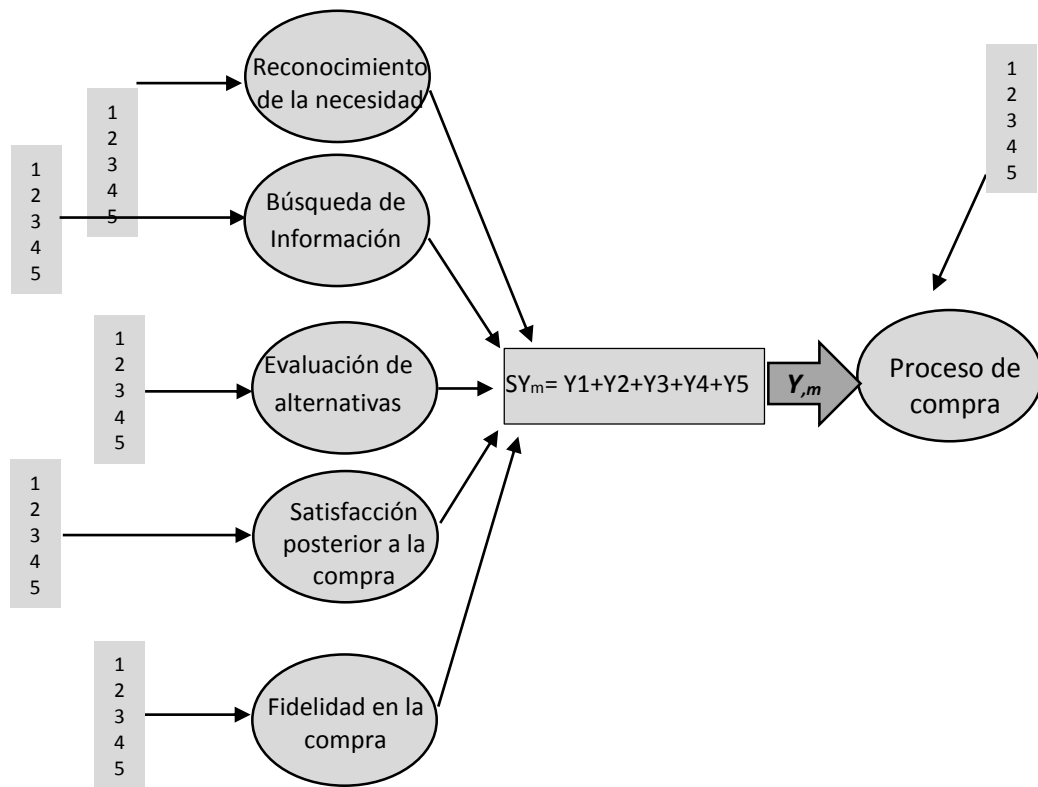 Reconocimiento
de la necesidad
1
2
3
4
5
1
2
3
4
5
1
2
3
4
5
Búsqueda de
Información
1
2
3
4
5
Evaluación de
alternativas
SYm= Y1+Y2+Y3+Y4+Y5
Y,m
Proceso de
compra
1
2
3
4
5
Satisfacción
posterior a la
compra
1
2
3
4
5
Fidelidad en la
compra